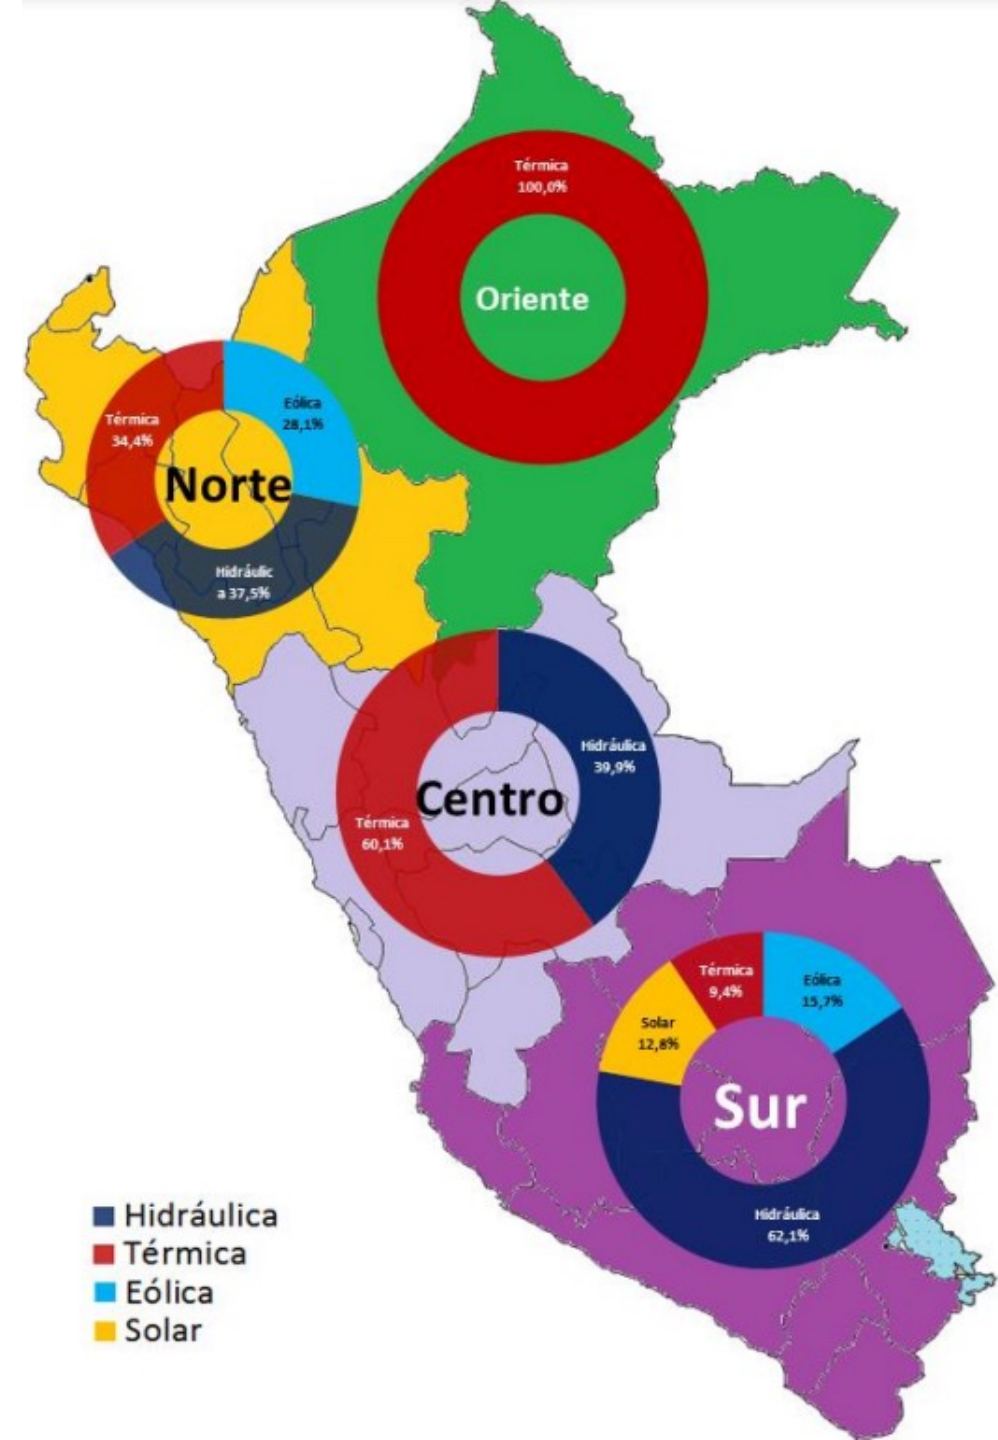 Térmica
100,0%
Oriente
Eólica
28,1%
Térmica
34,4%
Norte
Hidráulic
a 37,5%
Hidráulica
39,9%
Centro
Térmica
60,1%
Térmica
9,4%
Eólica
15,7%
Solar
12,8%
Sur
Hidráulica
62,1%
Hidráulica
Térmica
Eólica
Solar